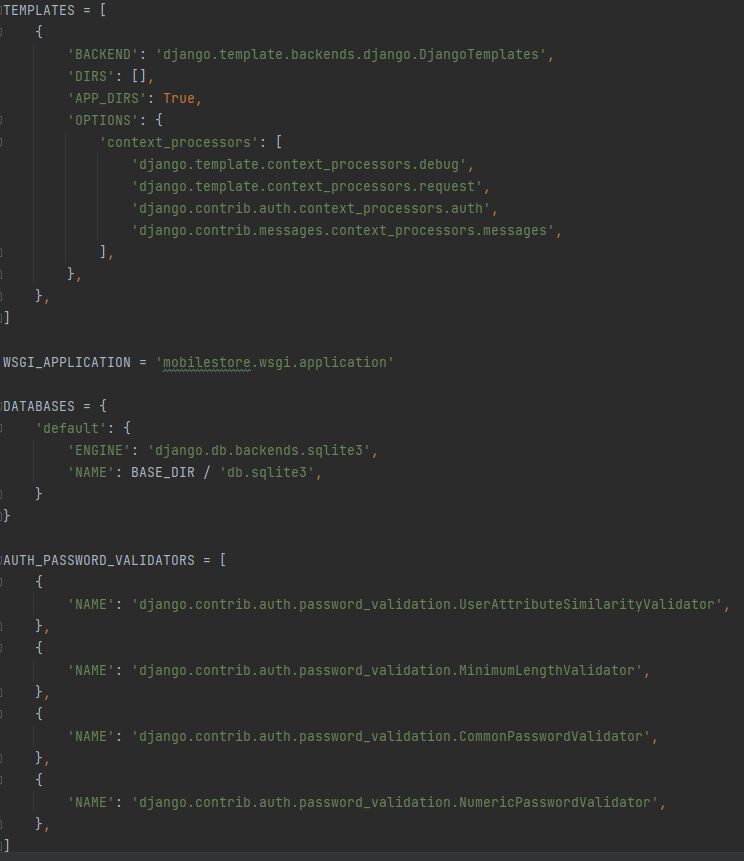 TEMPLATES = [
    {
        'BACKEND': 'django.template.backends.django.DjangoTemplates',
        'DIRS': [],
        'APP_DIRS': True,
        'OPTIONS': {
            'context_processors': [
                'django.template.context_processors.debug',
                'django.template.context_processors.request',
                'django.contrib.auth.context_processors.auth',
                'django.contrib.messages.context_processors.messages',
            ],
        },
    },
]

WSGI_APPLICATION = 'mobilestore.wsgi.application'

DATABASES = {
    'default': {
        'ENGINE': 'django.db.backends.sqlite3',
        'NAME': BASE_DIR / 'db.sqlite3',
    }
}

AUTH_PASSWORD_VALIDATORS = [
    {
        'NAME': 'django.contrib.auth.password_validation.UserAttributeSimilarityValidator',
    },
    {
        'NAME': 'django.contrib.auth.password_validation.MinimumLengthValidator',
    },
    {
        'NAME': 'django.contrib.auth.password_validation.CommonPasswordValidator',
    },
    {
        'NAME': 'django.contrib.auth.password_validation.NumericPasswordValidator',
    },
]